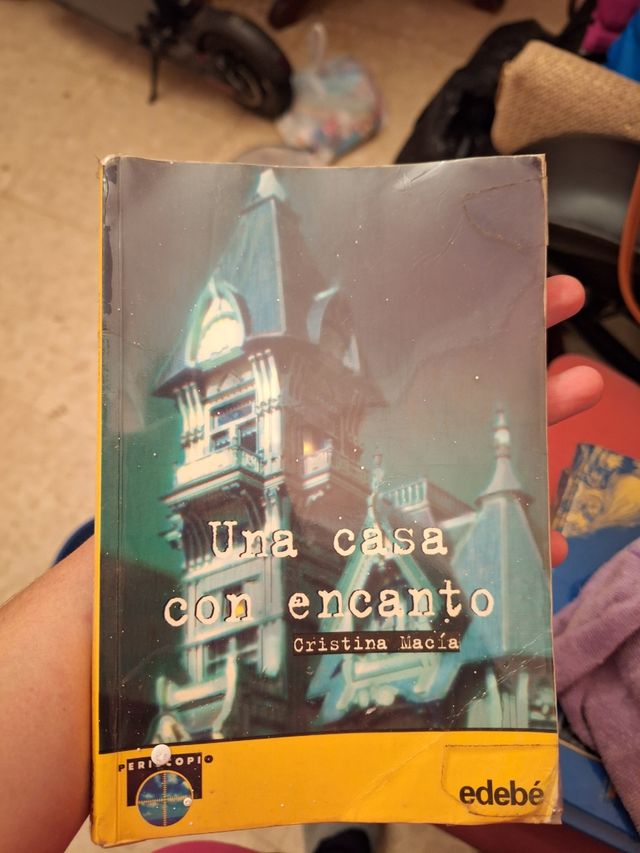 Una casa
con encanto
Cristina Macía
PERISCOPIO
edebé